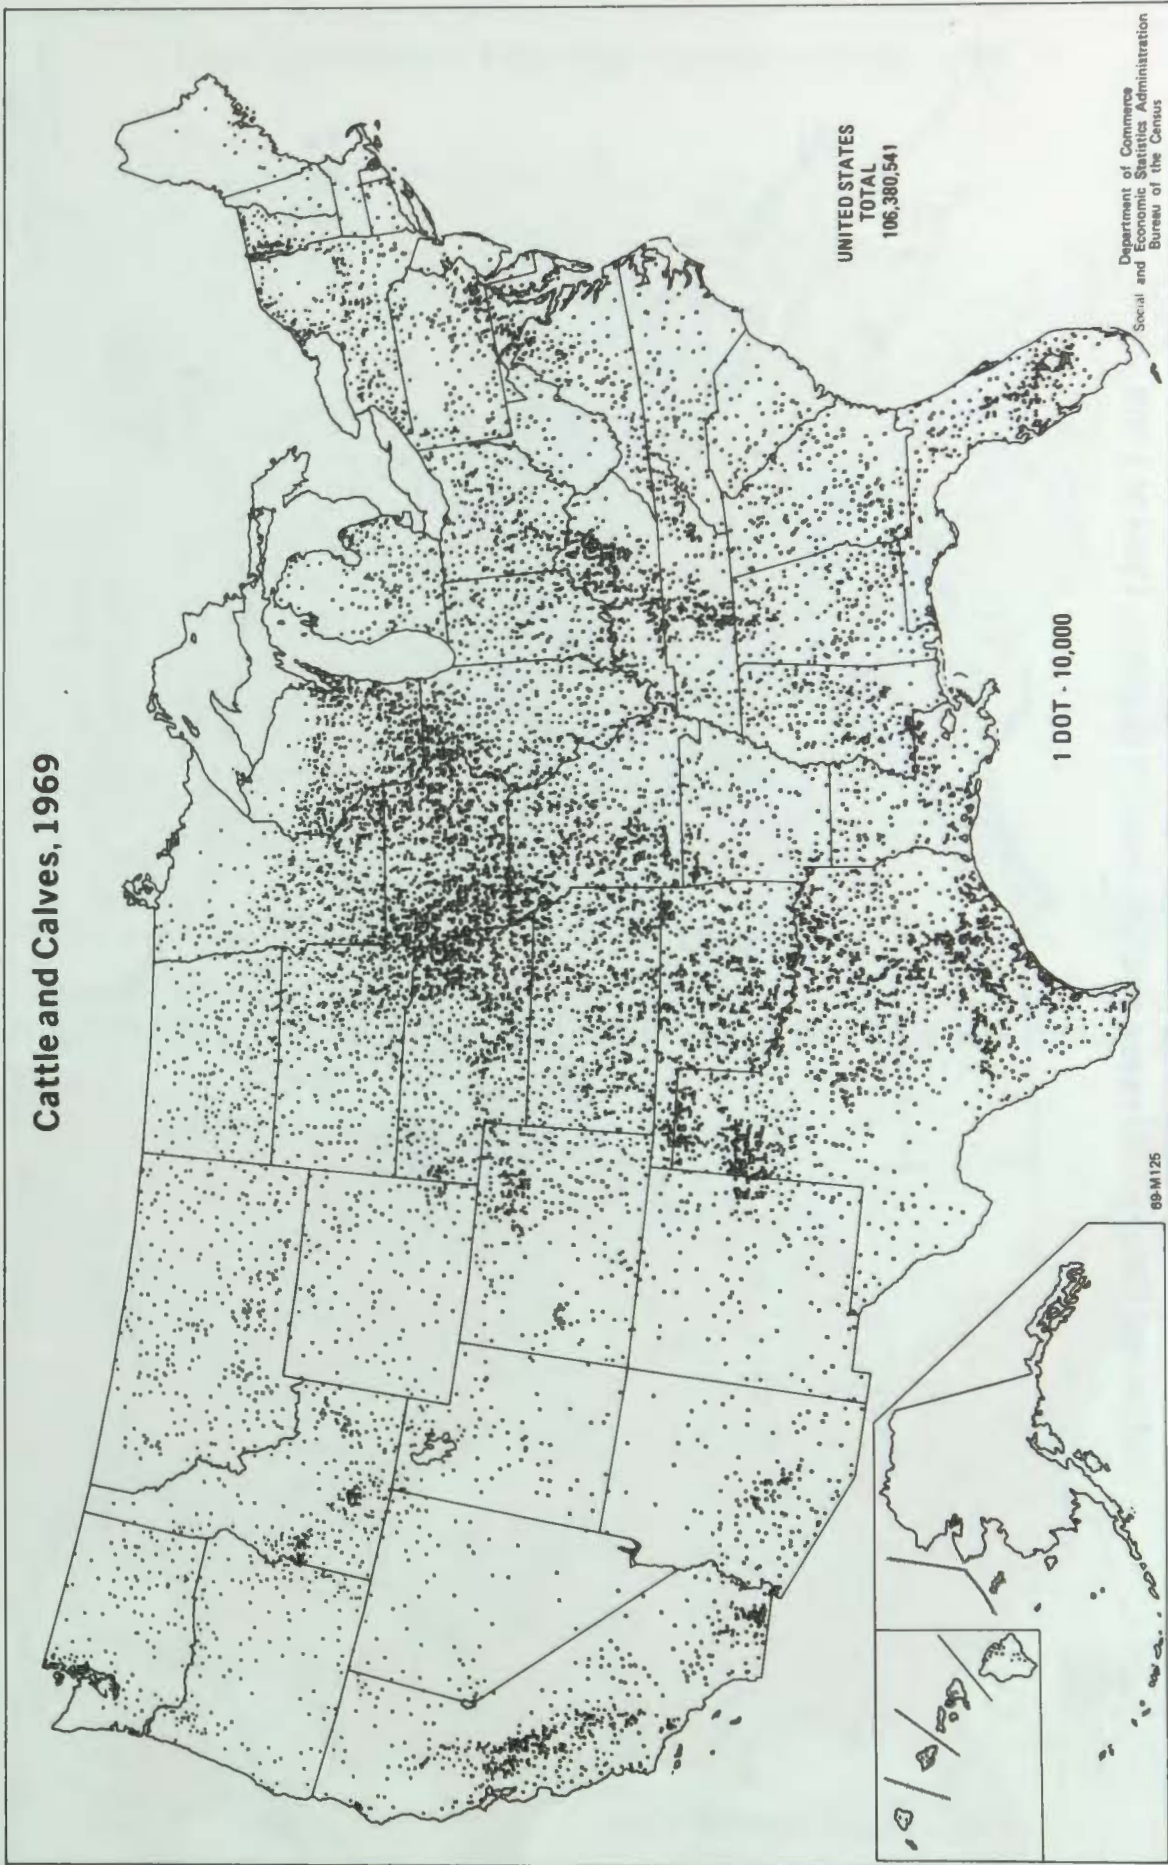 Cattle and Calves, 1969
UNITED STATES
TOTAL
106,380,541
1 DOT - 10,000
69-M125
Department of Commerce
Social and Economic Statistics Administration
Bureau of the Census